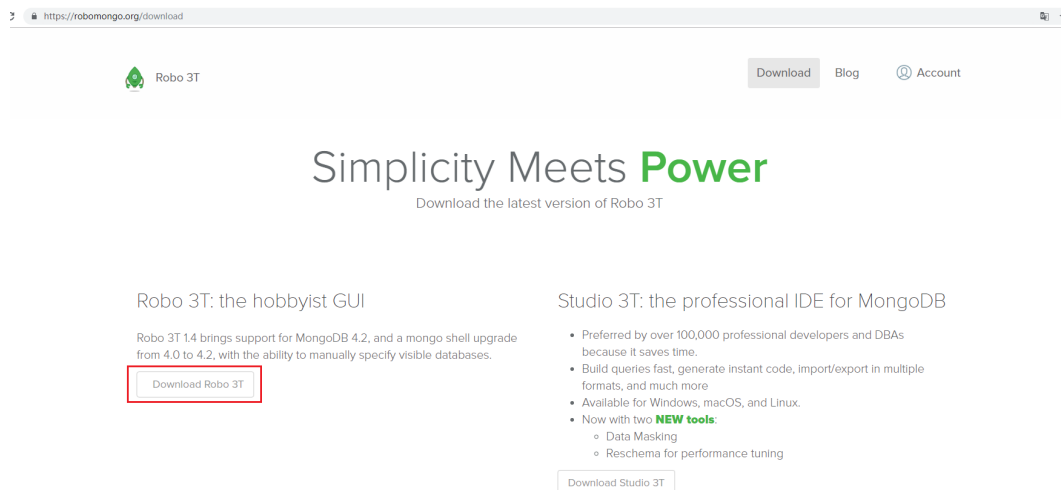 https://robomongo.org/download
Robo 3T
Download
Blog
Account
Simplicity Meets Power
Download the latest version of Robo 3T
Robo 3T: the hobbyist GUI
Robo 3T 1.4 brings support for MongoDB 4.2, and a mongo shell upgrade
from 4.0 to 4.2, with the ability to manually specify visible databases.
Download Robo 3T
Studio 3T: the professional IDE for MongoDB
• Preferred by over 100,000 professional developers and DBAs
because it saves time.
• Build queries fast, generate instant code, import/export in multiple
formats, and much more
• Available for Windows, macOS, and Linux.
• Now with two NEW tools:
◦ Data Masking
◦ Reschema for performance tuning
Download Studio 3T